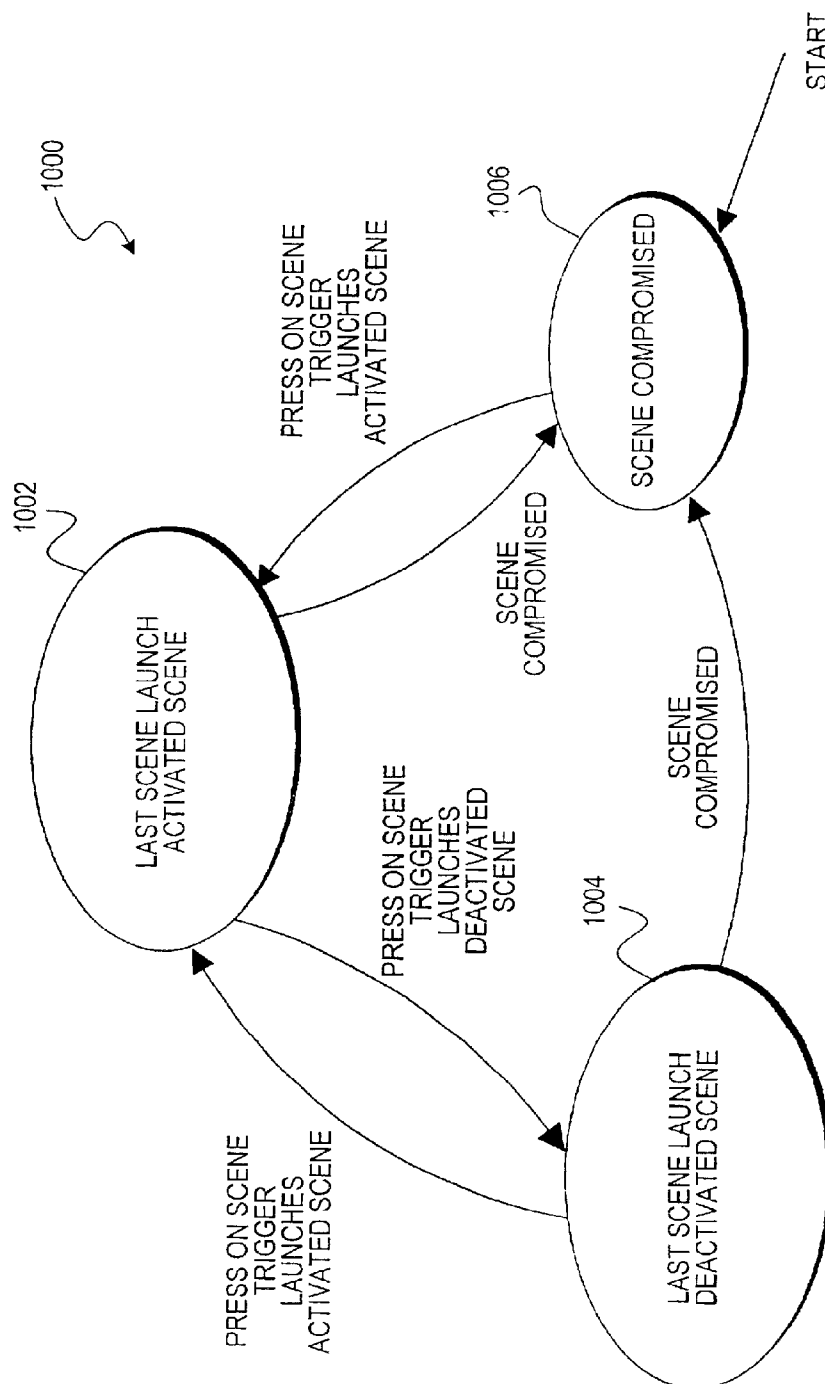 1000
1002
LAST SCENE LAUNCH
ACTIVATED SCENE
PRESS ON SCENE
TRIGGER
LAUNCHES
ACTIVATED SCENE
PRESS ON SCENE
TRIGGER
LAUNCHES
ACTIVATED SCENE
PRESS ON SCENE
TRIGGER
LAUNCHES
DEACTIVATED
SCENE
SCENE
COMPROMISED
1006
SCENE COMPROMISED
1004
LAST SCENE LAUNCH
DEACTIVATED SCENE
SCENE
COMPROMISED
START